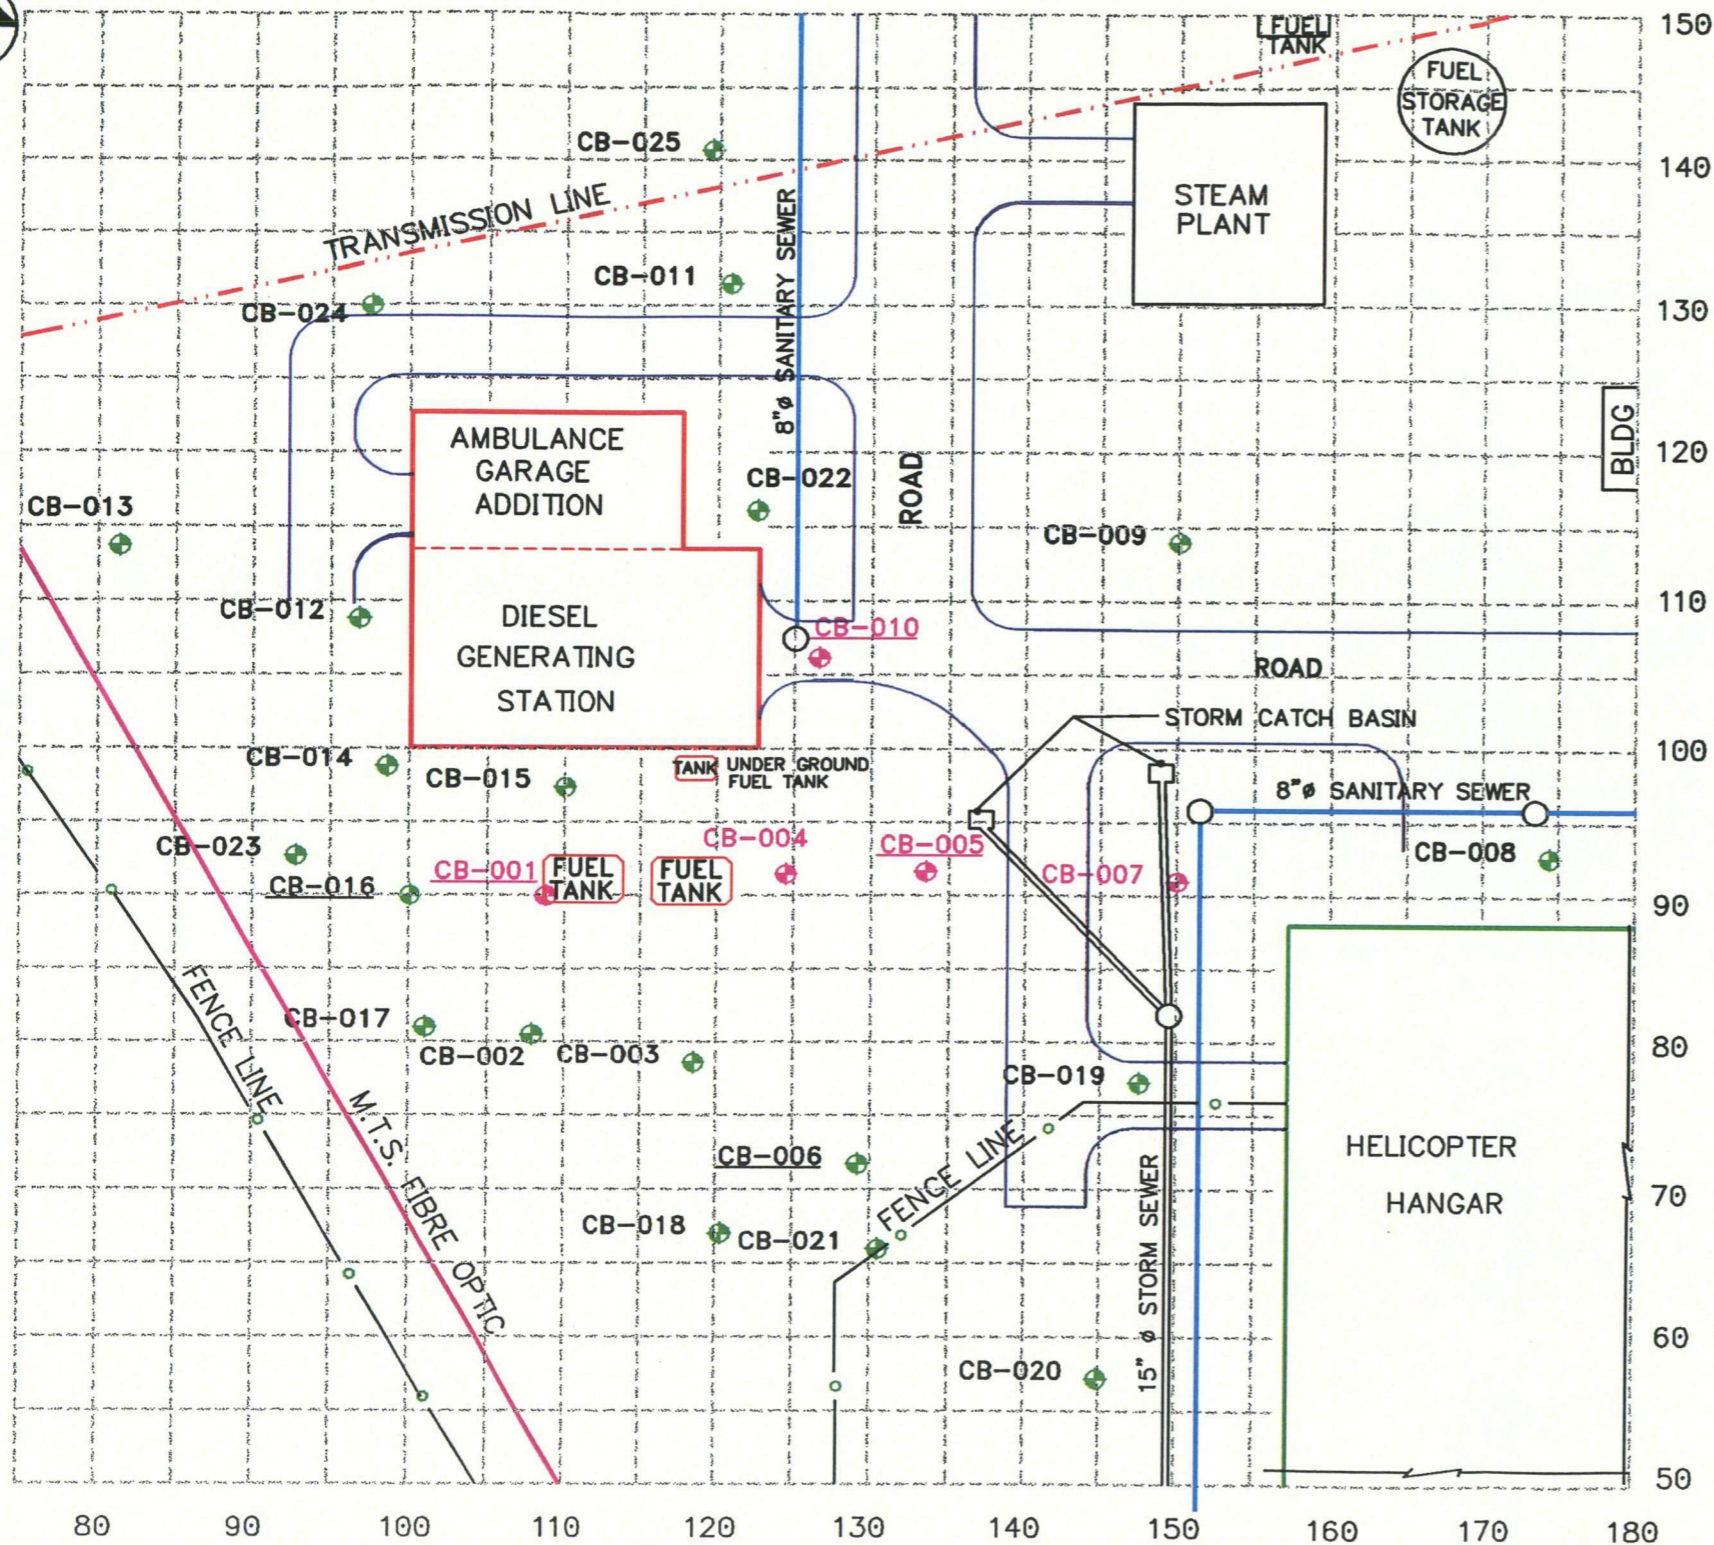 150
FUEL
TANK
FUEL
STORAGE
TANK
CB-025
140
STEAM
PLANT
TRANSMISSION LINE
8"ø SANITARY SEWER
CB-011
CB-024
130
AMBULANCE
GARAGE
ADDITION
BLDG
120
ROAD
CB-022
CB-013
CB-009
CB-012
110
DIESEL
GENERATING
STATION
CB-010
ROAD
STORM CATCH BASIN
100
CB-014
CB-015
TANK UNDER GROUND
FUEL TANK
8"ø SANITARY SEWER
CB-023
CB-004
CB-005
CB-008
CB-016
CB-001
FUEL
TANK
FUEL
TANK
CB-007
90
FENCE LINE
CB-017
CB-002
CB-003
80
CB-019
M.T.S. FIBRE OPTIC
CB-006
FENCE LINE
HELICOPTER
HANGAR
70
CB-018
CB-021
15" ø STORM SEWER
60
CB-020
50
80 90 100 110 120 130 140 150 160 170 180